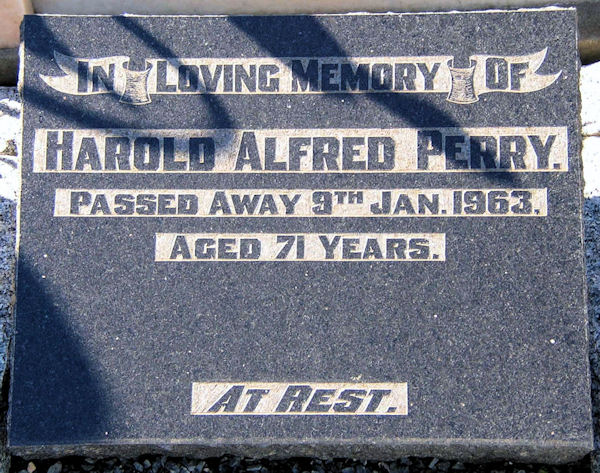 In Loving Memory Of
Harold Alfred Perry.
Passed Away 9th Jan. 1963,
Aged 71 Years.
At Rest.